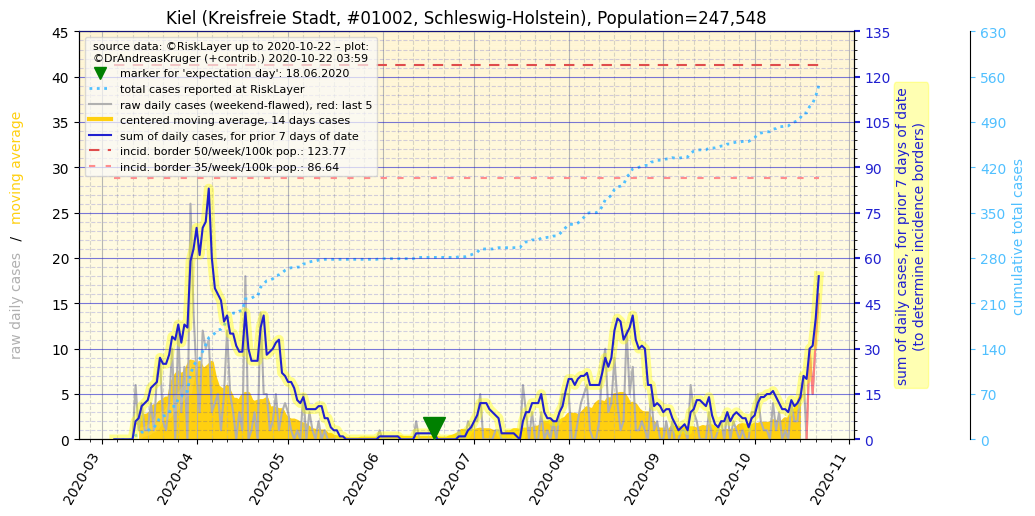 Kiel (Kreisfreie Stadt, #01002, Schleswig-Holstein), Population=247,548
source data: ©RiskLayer up to 2020-10-22 – plot:
©DrAndreasKruger (+contrib.) 2020-10-22 03:59
marker for 'expectation day': 18.06.2020
total cases reported at RiskLayer
raw daily cases (weekend-flawed), red: last 5
centered moving average, 14 days cases
sum of daily cases, for prior 7 days of date
incid. border 50/week/100k pop.: 123.77
incid. border 35/week/100k pop.: 86.64
raw daily cases / moving average
45
40
35
30
25
20
15
10
5
0
135
120
105
90
75
60
45
30
15
0
sum of daily cases, for prior 7 days of date
(to determine incidence borders)
630
560
490
420
350
280
210
140
70
0
cumulative total cases
2020-03
2020-04
2020-05
2020-06
2020-07
2020-08
2020-09
2020-10
2020-11